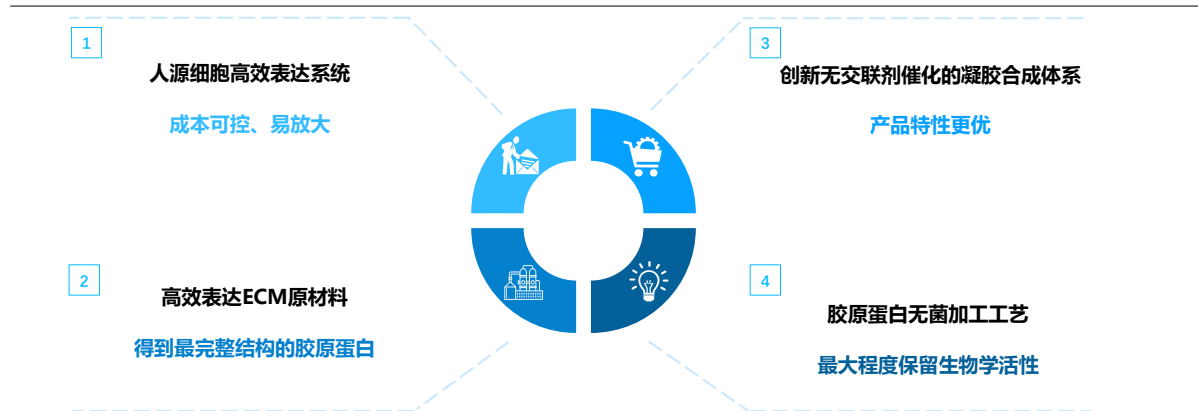 1
人源细胞高效表达系统
成本可控、易放大
2
高效表达ECM原材料
得到最完整结构的胶原蛋白
3
创新无交联剂催化的凝胶合成体系
产品特性更优
4
胶原蛋白无菌加工工艺
最大程度保留生物学活性